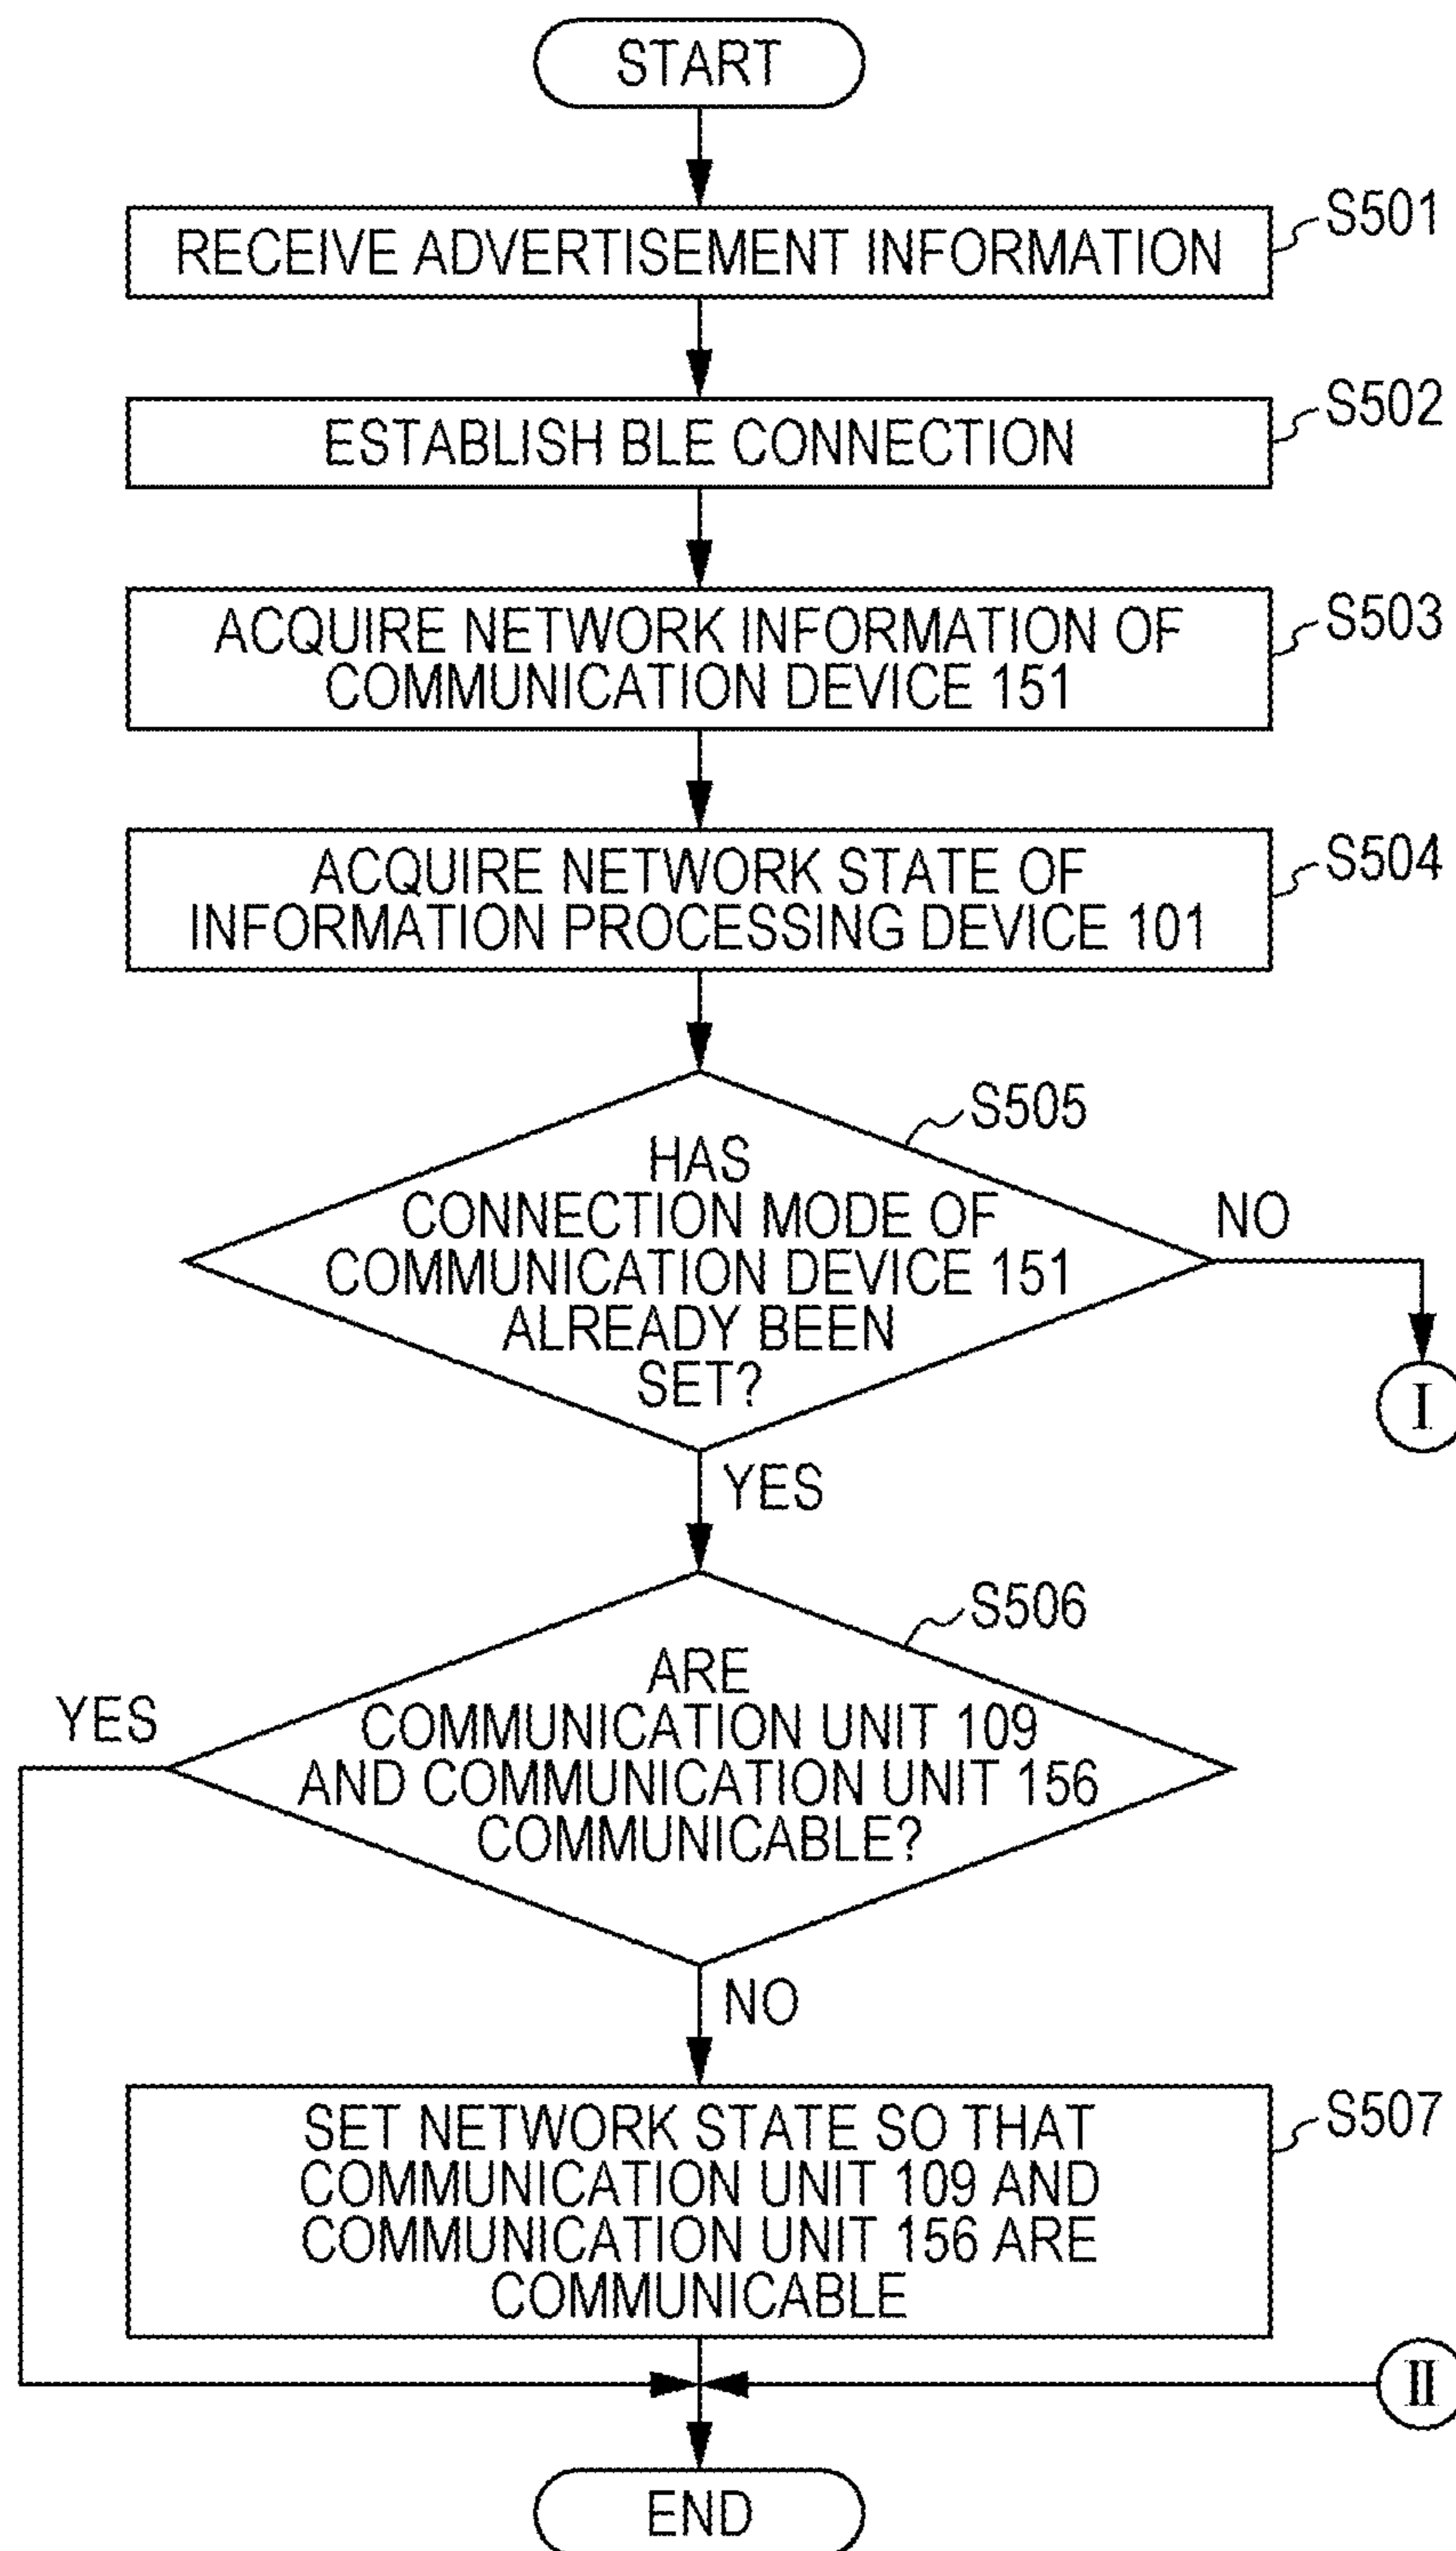 START
RECEIVE ADVERTISEMENT INFORMATION
S501
ESTABLISH BLE CONNECTION
S502
ACQUIRE NETWORK INFORMATION OF
COMMUNICATION DEVICE 151
S503
ACQUIRE NETWORK STATE OF
INFORMATION PROCESSING DEVICE 101
S504
S505
HAS
CONNECTION MODE OF
COMMUNICATION DEVICE 151
ALREADY BEEN
SET?
NO
I
YES
S506
ARE
COMMUNICATION UNIT 109
AND COMMUNICATION UNIT 156
COMMUNICABLE?
YES
NO
SET NETWORK STATE SO THAT
COMMUNICATION UNIT 109 AND
COMMUNICATION UNIT 156 ARE
COMMUNICABLE
S507
II
END